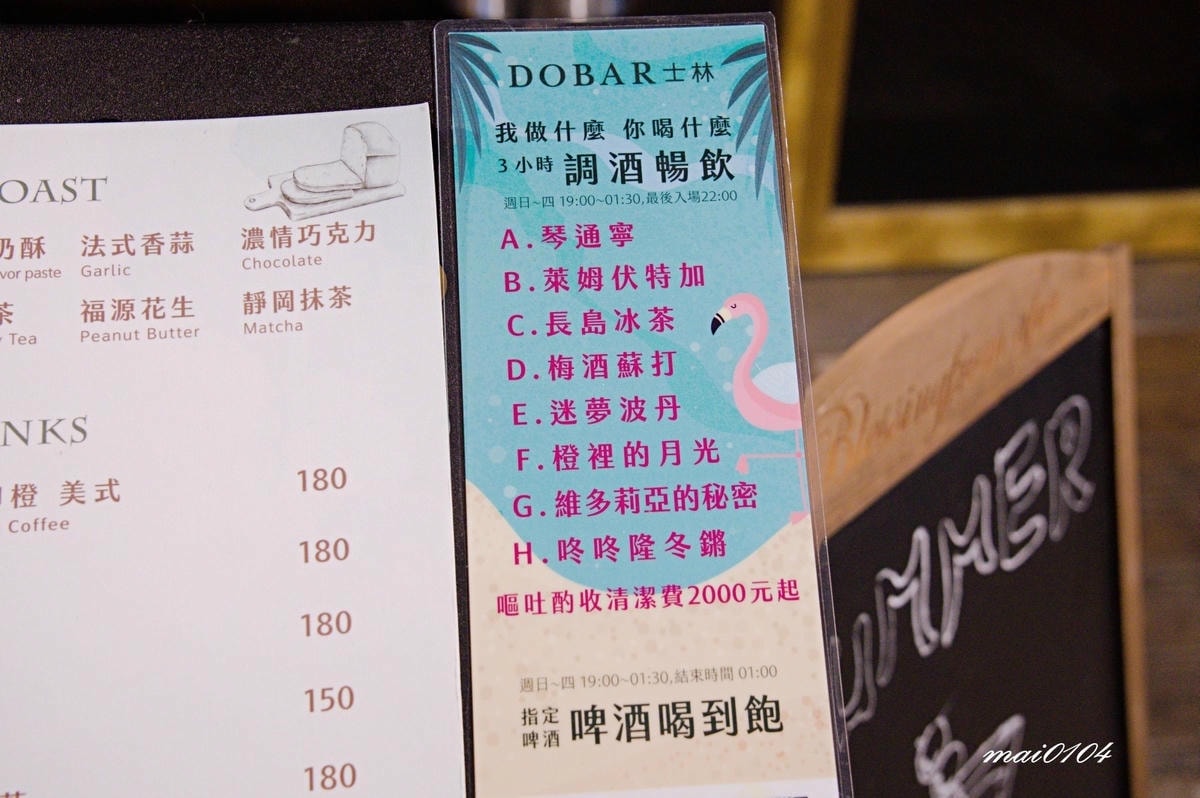 OAST
奶酥 法式香蒜 濃情巧克力
vor paste Garlic Chocolate
茶 福源花生 靜岡抹茶
Tea Peanut Butter Matcha
NKS
橙 美式 180
Coffee
180
180
150
180
DOBAR士林
我做什麼 你喝什麼
3小時 調酒暢飲
週日~四 19:00~01:30,最後入場22:00
A.琴通寧
B.萊姆伏特加
C.長島冰茶
D.梅酒蘇打
E.迷夢波丹
F.橙裡的月光
G.維多莉亞的秘密
H.咚咚隆冬鏘
嘔吐酌收清潔費2000元起
週日~四 19:00~01:30,結束時間 01:00
指定啤酒 啤酒喝到飽
UMMER
mai0104